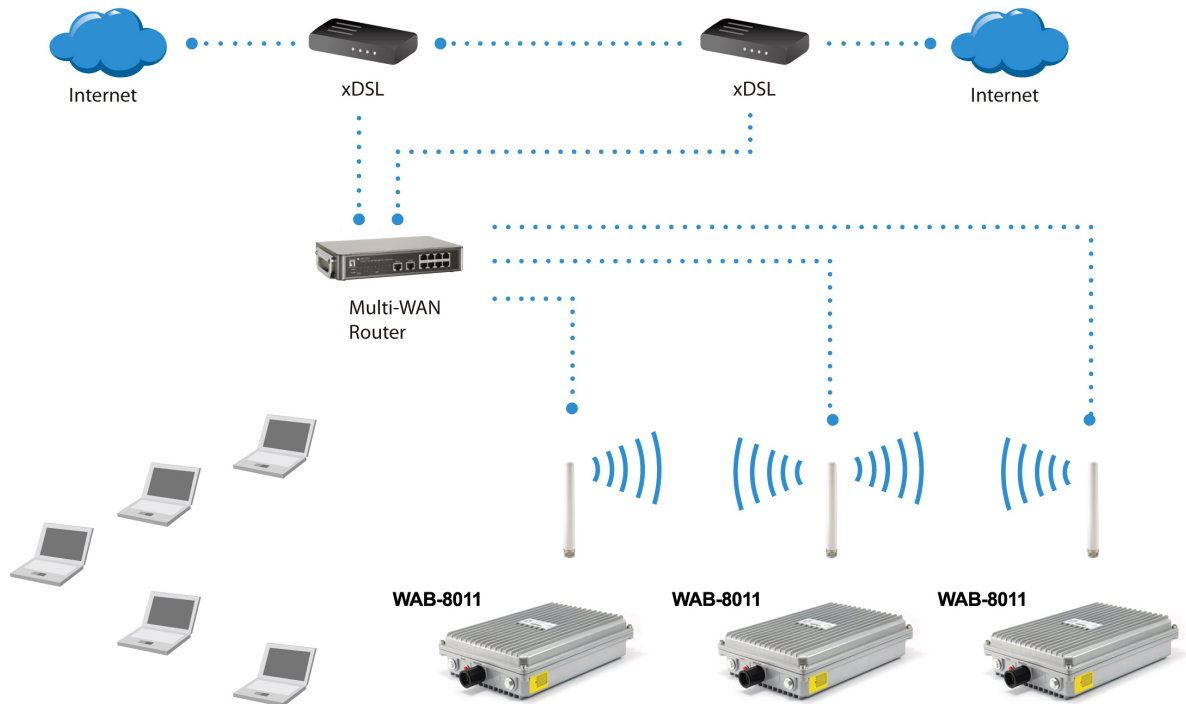 Internet
xDSL
xDSL
Internet
Multi-WAN
Router
WAB-8011
WAB-8011
WAB-8011